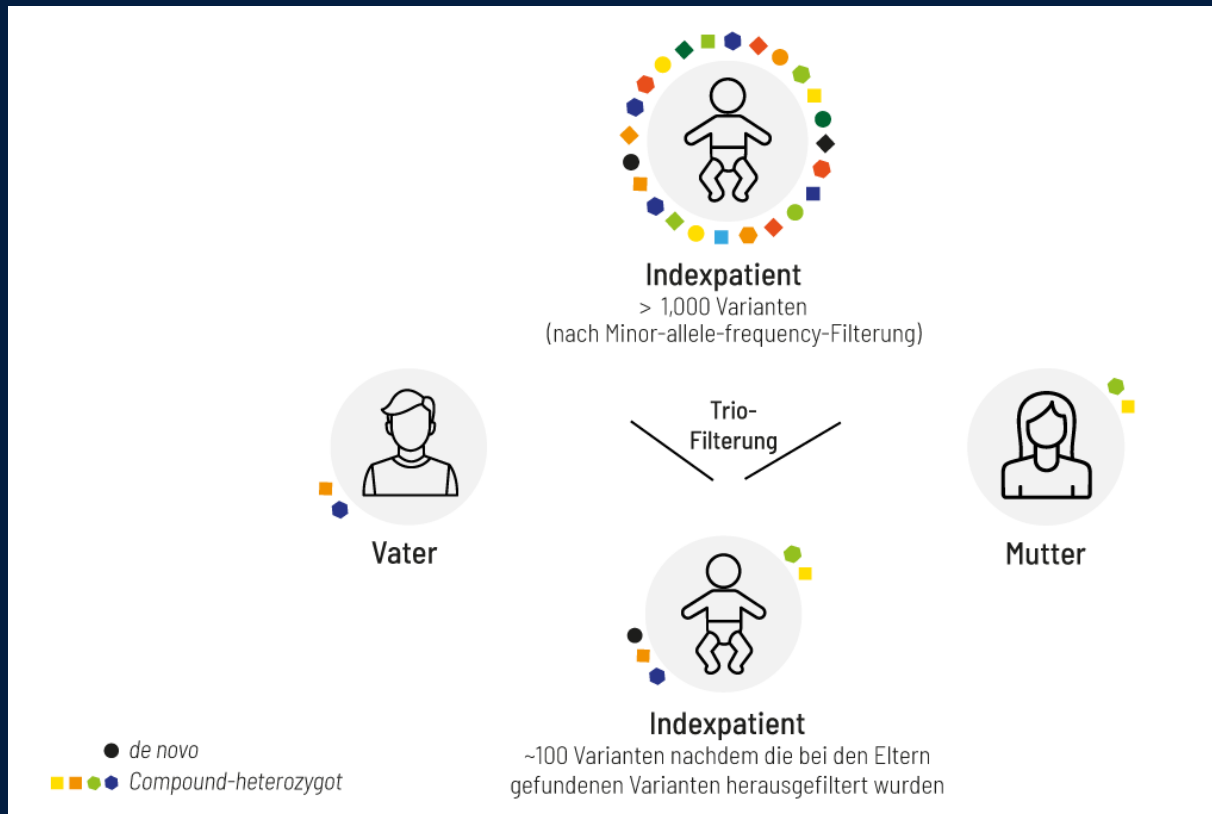 Indexpatient
> 1,000 Varianten
(nach Minor-allele-frequency-Filterung)
Trio-
Filterung
Vater
Mutter
Indexpatient
~100 Varianten nachdem die bei den Eltern
gefundenen Varianten herausgefiltert wurden
de novo
Compound-heterozygot